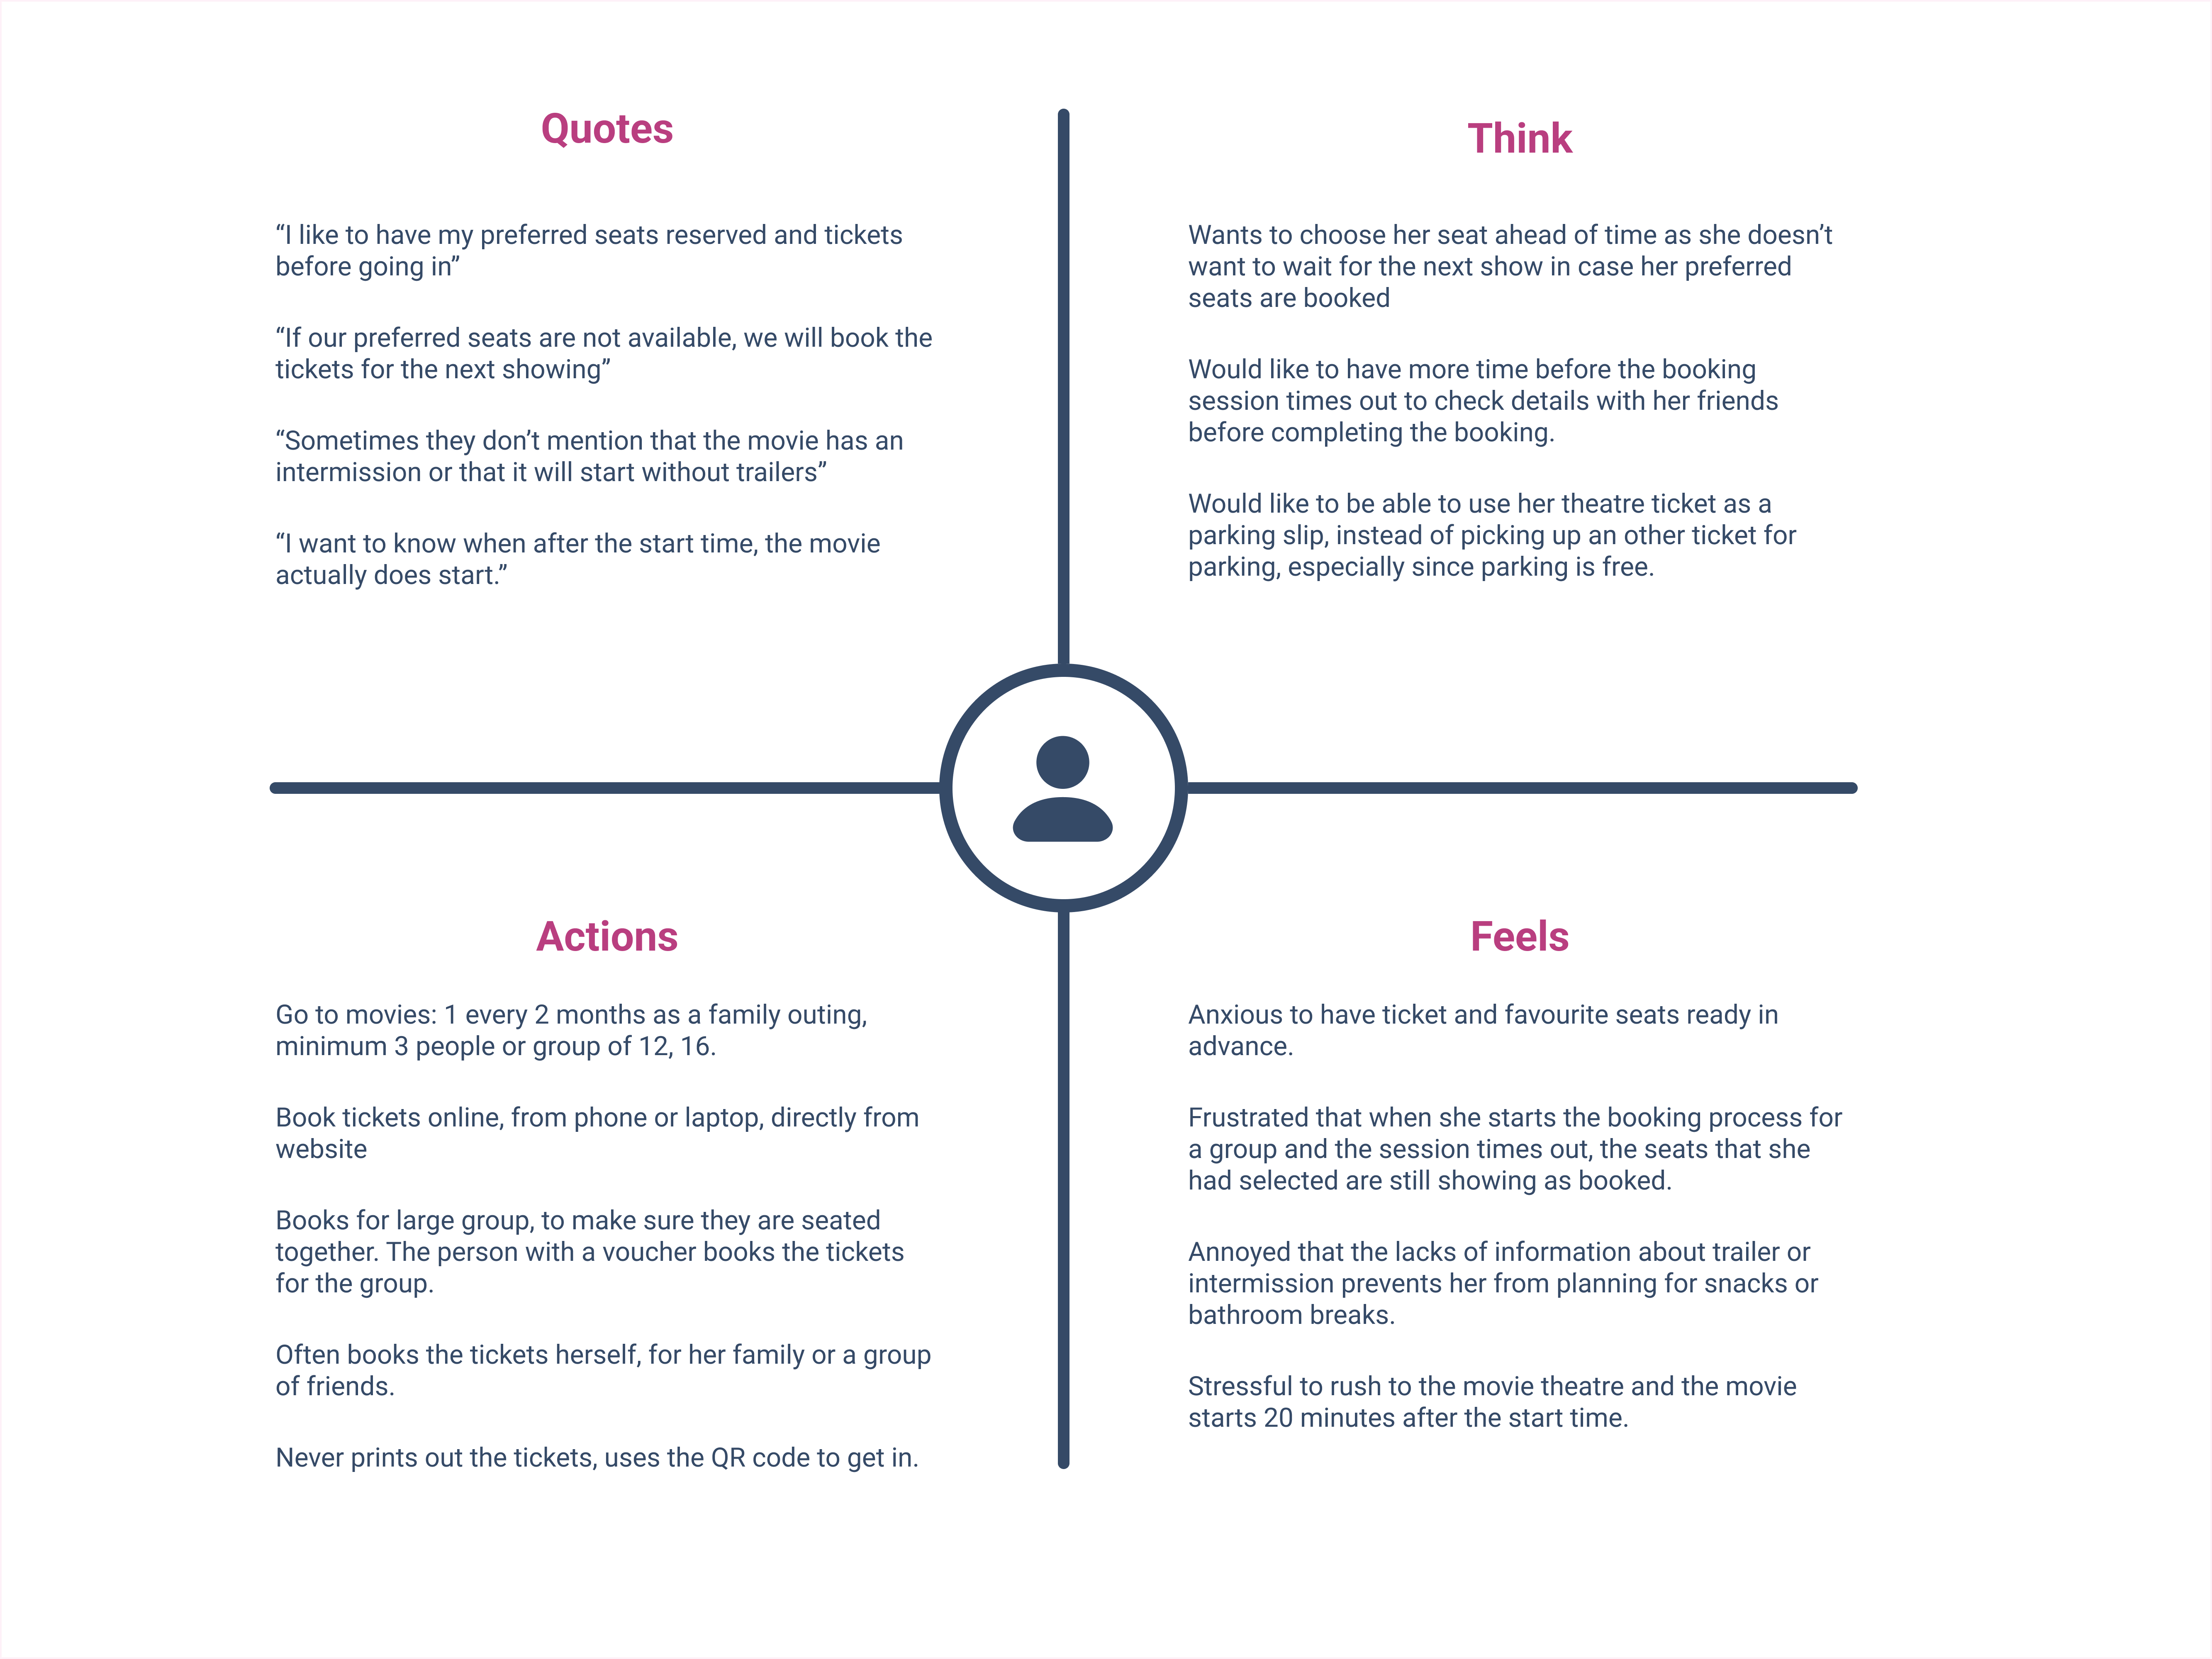 Quotes
“I like to have my preferred seats reserved and tickets
before going in”
“If our preferred seats are not available, we will book the
tickets for the next showing”
“Sometimes they don’t mention that the movie has an
intermission or that it will start without trailers”
“I want to know when after the start time, the movie
actually does start.”
Think
Wants to choose her seat ahead of time as she doesn’t
want to wait for the next show in case her preferred
seats are booked
Would like to have more time before the booking
session times out to check details with her friends
before completing the booking.
Would like to be able to use her theatre ticket as a
parking slip, instead of picking up an other ticket for
parking, especially since parking is free.
Actions
Go to movies: 1 every 2 months as a family outing,
minimum 3 people or group of 12, 16.
Book tickets online, from phone or laptop, directly from
website
Books for large group, to make sure they are seated
together. The person with a voucher books the tickets
for the group.
Often books the tickets herself, for her family or a group
of friends.
Never prints out the tickets, uses the QR code to get in.
Feels
Anxious to have ticket and favourite seats ready in
advance.
Frustrated that when she starts the booking process for
a group and the session times out, the seats that she
had selected are still showing as booked.
Annoyed that the lacks of information about trailer or
intermission prevents her from planning for snacks or
bathroom breaks.
Stressful to rush to the movie theatre and the movie
starts 20 minutes after the start time.